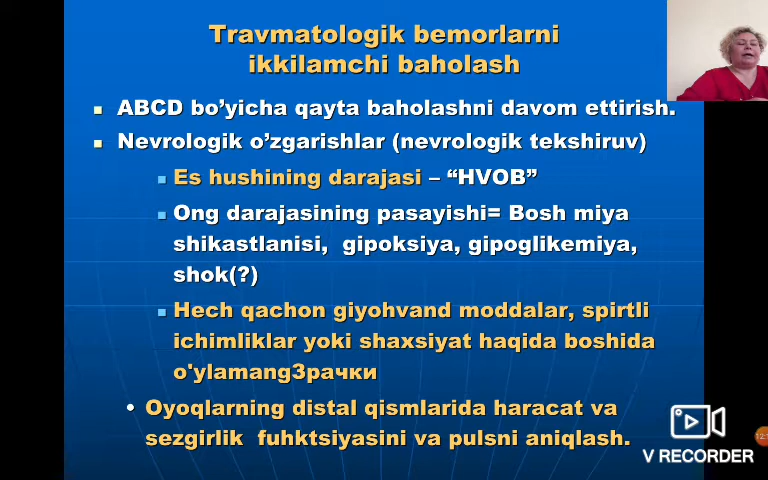 Travmatologik bemorlarni
ikkilamchi baholash
ABCD bo’yicha qayta baholashni davom ettirish.
Nevrologik o’zgarishlar (nevrologik tekshiruv)
Es hushining darajasi – “HVOB”
Ong darajasining pasayishi= Bosh miya
shikastlanisi, gipoksiya, gipoglikemiya,
shok(?)
Hech qachon giyohvand moddalar, spirtli
ichimliklar yoki shaxsiyat haqida boshida
o'ylamangЗрачки
Oyoqlarning distal qismlarida haracat va
sezgirlik fuhktsiyasini va pulsni aniqlash.
V RECORDER